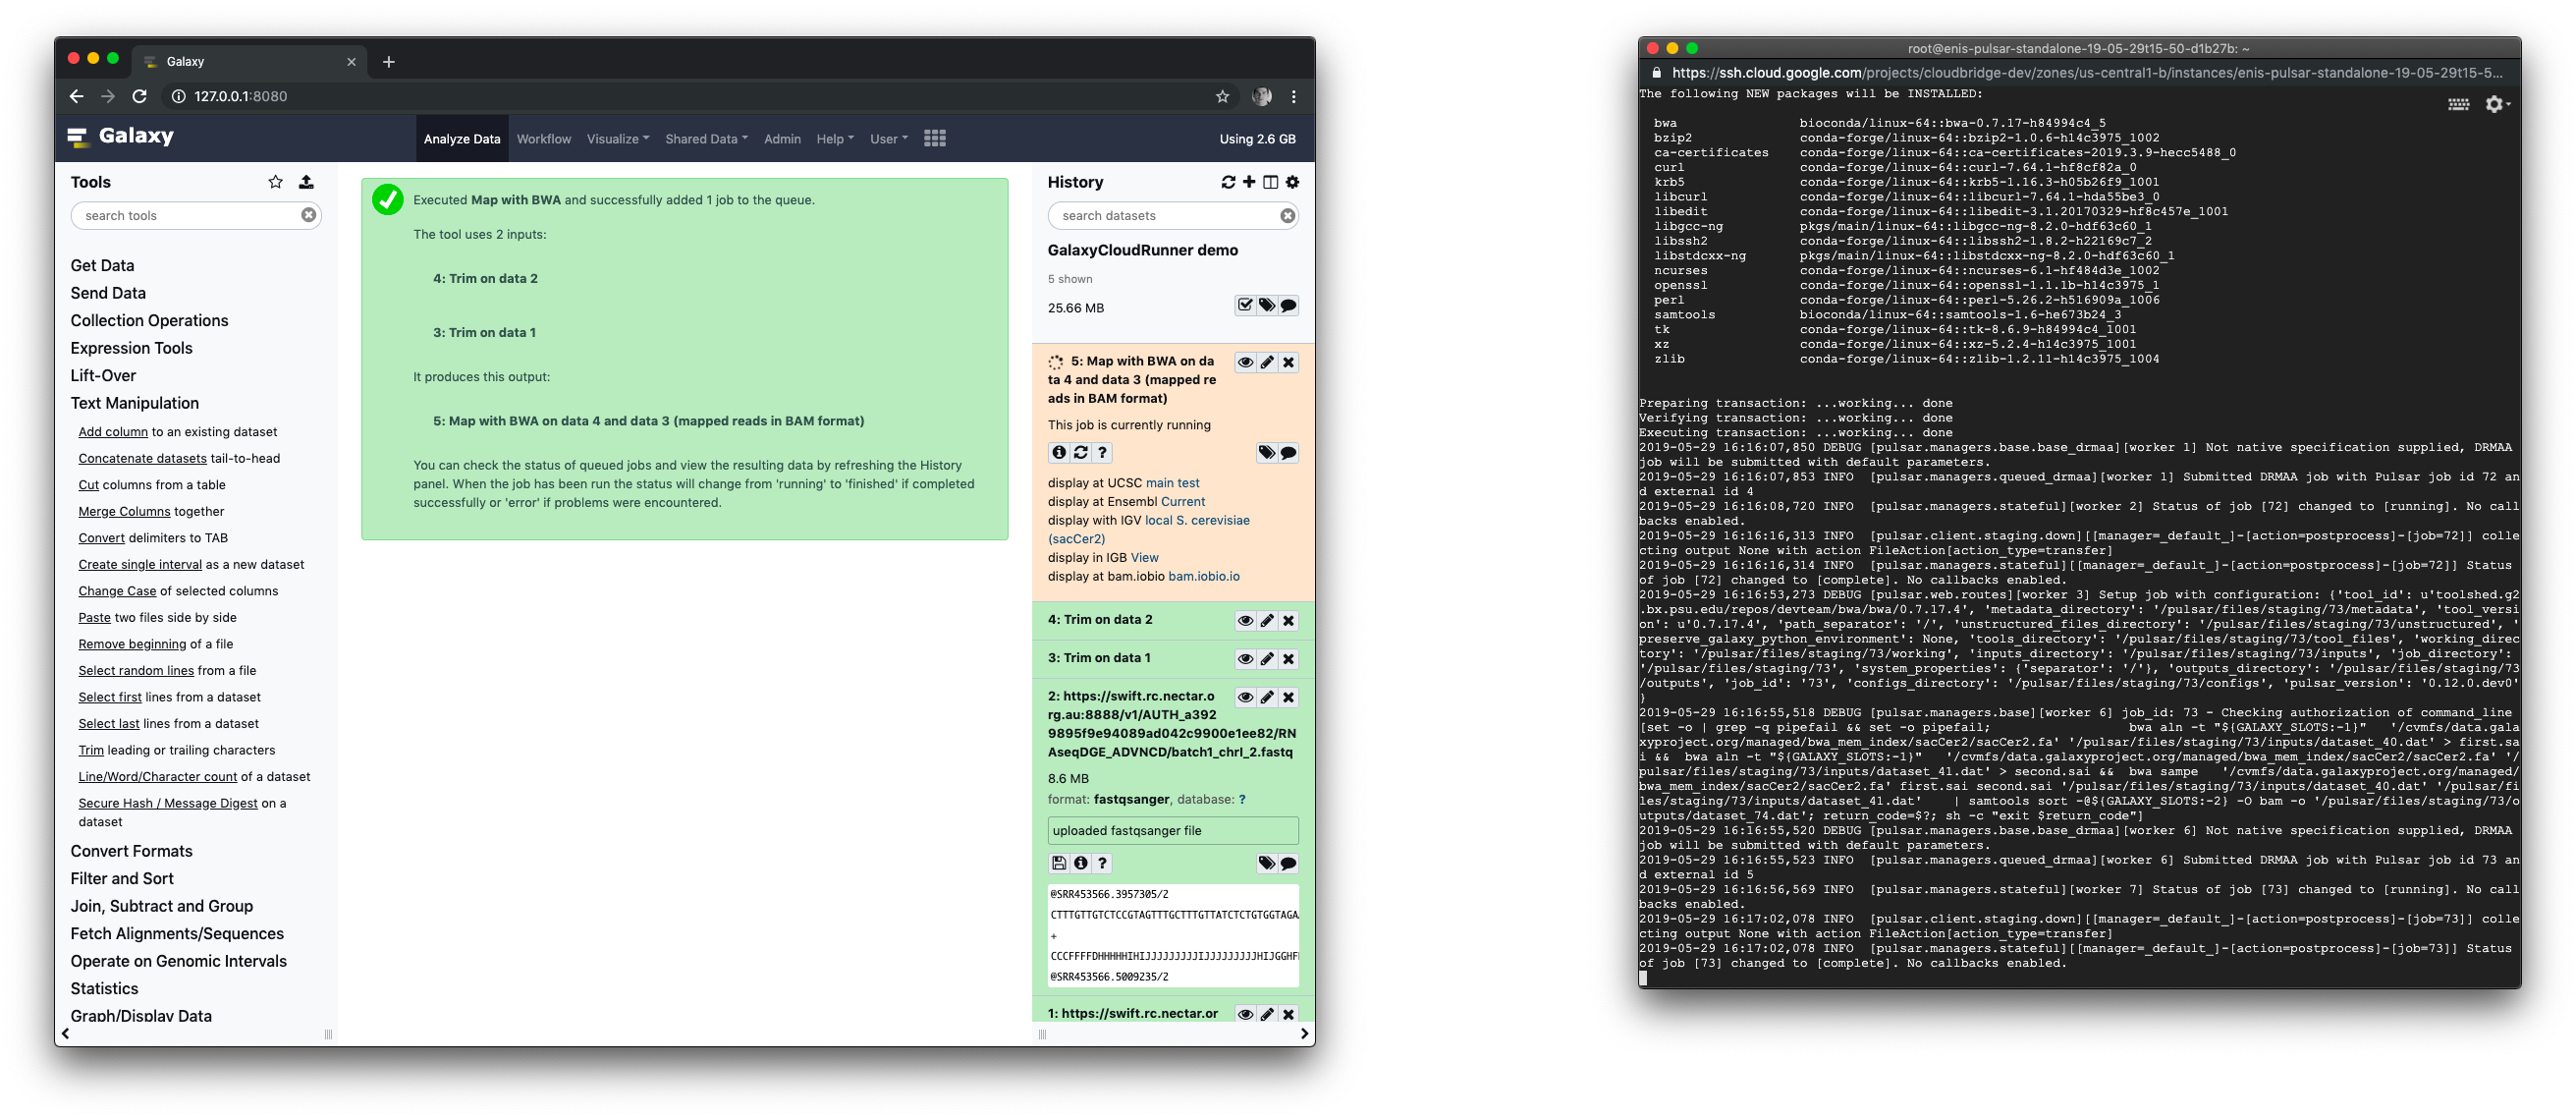 Galaxy
127.0.0.1:8080
Galaxy
Analyze Data Workflow Visualize Shared Data Admin Help User
Using 2.6 GB
Tools
search tools
Get Data
Send Data
Collection Operations
Expression Tools
Lift-Over
Text Manipulation
Add column to an existing dataset
Concatenate datasets tail-to-head
Cut columns from a table
Merge Columns together
Convert delimiters to TAB
Create single interval as a new dataset
Change Case of selected columns
Paste two files side by side
Remove beginning of a file
Select random lines from a file
Select first lines from a dataset
Select last lines from a dataset
Trim leading or trailing characters
Line/Word/Character count of a dataset
Secure Hash / Message Digest on a
dataset
Convert Formats
Filter and Sort
Join, Subtract and Group
Fetch Alignments/Sequences
Operate on Genomic Intervals
Statistics
Graph/Display Data
Executed Map with BWA and successfully added 1 job to the queue.
The tool uses 2 inputs:
4: Trim on data 2
3: Trim on data 1
It produces this output:
5: Map with BWA on data 4 and data 3 (mapped reads in BAM format)
You can check the status of queued jobs and view the resulting data by refreshing the History
panel. When the job has been run the status will change from 'running' to 'finished' if completed
successfully or 'error' if problems were encountered.
History
search datasets
GalaxyCloudRunner demo
5 shown
25.66 MB
5: Map with BWA on da
ta 4 and data 3 (mapped re
ads in BAM format)
This job is currently running
display at UCSC main test
display at Ensembl Current
display with IGV local S. cerevisiae
(sacCer2)
display in IGB View
display at bam.iobio bam.iobio.io
4: Trim on data 2
3: Trim on data 1
2: https://swift.rc.nectar.o
rg.au:8888/v1/AUTH_a392
9895f9e94089ad042c9900e1ee82/RN
AseqDGE_ADVNCD/batch1_chrI_2.fastq
8.6 MB
format: fastqsanger, database: ?
uploaded fastqsanger file
@SRR453566.3957305/2
CTTTGTTGTCTCCGTAGTTTGCTTTGTTATCTCTGTGGTAGA
+
CCCFFFFDHHHHHIHIJJJJJJJJJIJJJJJJJJJHIJGGHF
@SRR453566.5009235/2
1: https://swift.rc.nectar.or
root@enis-pulsar-standalone-19-05-29t15-50-d1b27b: ~
https://ssh.cloud.google.com/projects/cloudbridge-dev/zones/us-central1-b/instances/enis-pulsar-standalone-19-05-29t15-5...
The following NEW packages will be INSTALLED:
bwa bioconda/linux-64::bwa-0.7.17-h84994c4_5
bzip2 conda-forge/linux-64::bzip2-1.0.6-h14c3975_1002
ca-certificates conda-forge/linux-64::ca-certificates-2019.3.9-hecc5488_0
curl conda-forge/linux-64::curl-7.64.1-hf8cf82a_0
krb5 conda-forge/linux-64::krb5-1.16.3-h05b26f9_1001
libcurl conda-forge/linux-64::libcurl-7.64.1-hda55be3_0
libedit conda-forge/linux-64::libedit-3.1.20170329-hf8c457e_1001
libgcc-ng pkgs/main/linux-64::libgcc-ng-8.2.0-hdf63c60_1
libssh2 conda-forge/linux-64::libssh2-1.8.2-h22169c7_2
libstdcxx-ng pkgs/main/linux-64::libstdcxx-ng-8.2.0-hdf63c60_1
ncurses conda-forge/linux-64::ncurses-6.1-hf484d3e_1002
openssl conda-forge/linux-64::openssl-1.1.1b-h14c3975_1
perl conda-forge/linux-64::perl-5.26.2-h516909a_1006
samtools bioconda/linux-64::samtools-1.6-he673b24_3
tk conda-forge/linux-64::tk-8.6.9-h84994c4_1001
xz conda-forge/linux-64::xz-5.2.4-h14c3975_1001
zlib conda-forge/linux-64::zlib-1.2.11-h14c3975_1004
Preparing transaction: ...working... done
Verifying transaction: ...working... done
Executing transaction: ...working... done
2019-05-29 16:16:07,850 DEBUG [pulsar.managers.base.base_drmaa][worker 1] Not native specification supplied, DRMAA
job will be submitted with default parameters.
2019-05-29 16:16:07,853 INFO [pulsar.managers.queued_drmaa][worker 1] Submitted DRMAA job with Pulsar job id 72 an
d external id 4
2019-05-29 16:16:08,720 INFO [pulsar.managers.stateful][worker 2] Status of job [72] changed to [running]. No call
backs enabled.
2019-05-29 16:16:16,313 INFO [pulsar.client.staging.down][[manager=_default_]-[action=postprocess]-[job=72]] colle
cting output None with action FileAction[action_type=transfer]
2019-05-29 16:16:16,314 INFO [pulsar.managers.stateful][[manager=_default_]-[action=postprocess]-[job=72]] Status
of job [72] changed to [complete]. No callbacks enabled.
2019-05-29 16:16:53,273 DEBUG [pulsar.web.routes][worker 3] Setup job with configuration: {'tool_id': u'toolshed.g2
.bx.psu.edu/repos/devteam/bwa/bwa/0.7.17.4', 'metadata_directory': '/pulsar/files/staging/73/metadata', 'tool_versi
on': u'0.7.17.4', 'path_separator': '/', 'unstructured_files_directory': '/pulsar/files/staging/73/unstructured', '
preserve_galaxy_python_environment': None, 'tools_directory': '/pulsar/files/staging/73/tool_files', 'working_direc
tory': '/pulsar/files/staging/73/working', 'inputs_directory': '/pulsar/files/staging/73/inputs', 'job_directory':
'/pulsar/files/staging/73', 'system_properties': {'separator': '/'}, 'outputs_directory': '/pulsar/files/staging/73
/outputs', 'job_id': '73', 'configs_directory': '/pulsar/files/staging/73/configs', 'pulsar_version': '0.12.0.dev0'
}
2019-05-29 16:16:55,518 DEBUG [pulsar.managers.base][worker 6] job_id: 73 - Checking authorization of command_line
[set -o | grep -q pipefail && set -o pipefail; bwa aln -t "${GALAXY_SLOTS:-1}" '/cvmfs/data.gala
xyproject.org/managed/bwa_mem_index/sacCer2/sacCer2.fa' '/pulsar/files/staging/73/inputs/dataset_40.dat' > first.sa
i && bwa aln -t "${GALAXY_SLOTS:-1}" '/cvmfs/data.galaxyproject.org/managed/bwa_mem_index/sacCer2/sacCer2.fa' '/
pulsar/files/staging/73/inputs/dataset_41.dat' > second.sai && bwa sampe '/cvmfs/data.galaxyproject.org/managed/
bwa_mem_index/sacCer2/sacCer2.fa' first.sai second.sai '/pulsar/files/staging/73/inputs/dataset_40.dat' '/pulsar/fi
les/staging/73/inputs/dataset_41.dat' | samtools sort -@${GALAXY_SLOTS:-2} -O bam -o '/pulsar/files/staging/73/o
utputs/dataset_74.dat'; return_code=$?; sh -c "exit $return_code"]
2019-05-29 16:16:55,520 DEBUG [pulsar.managers.base.base_drmaa][worker 6] Not native specification supplied, DRMAA
job will be submitted with default parameters.
2019-05-29 16:16:55,523 INFO [pulsar.managers.queued_drmaa][worker 6] Submitted DRMAA job with Pulsar job id 73 an
d external id 5
2019-05-29 16:16:56,569 INFO [pulsar.managers.stateful][worker 7] Status of job [73] changed to [running]. No call
backs enabled.
2019-05-29 16:17:02,078 INFO [pulsar.client.staging.down][[manager=_default_]-[action=postprocess]-[job=73]] colle
cting output None with action FileAction[action_type=transfer]
2019-05-29 16:17:02,078 INFO [pulsar.managers.stateful][[manager=_default_]-[action=postprocess]-[job=73]] Status
of job [73] changed to [complete]. No callbacks enabled.